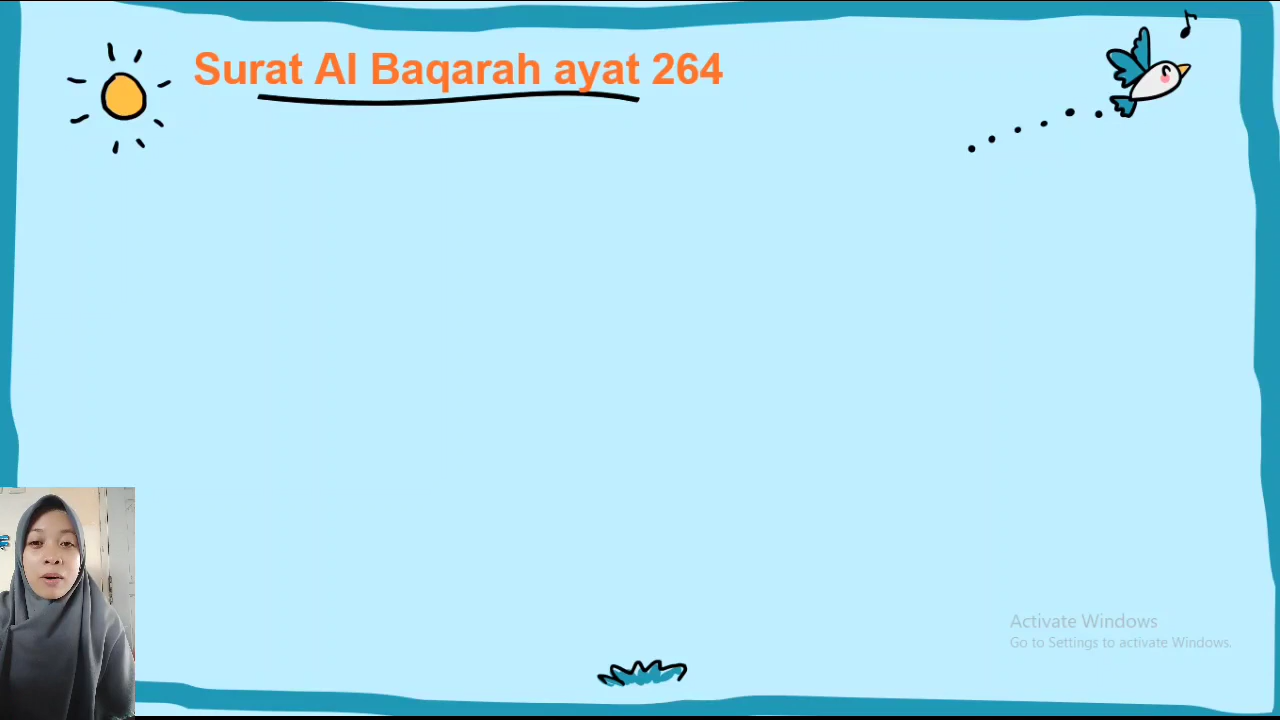 Surat Al Baqarah ayat 264
Activate Windows
Go to Settings to activate Windows.